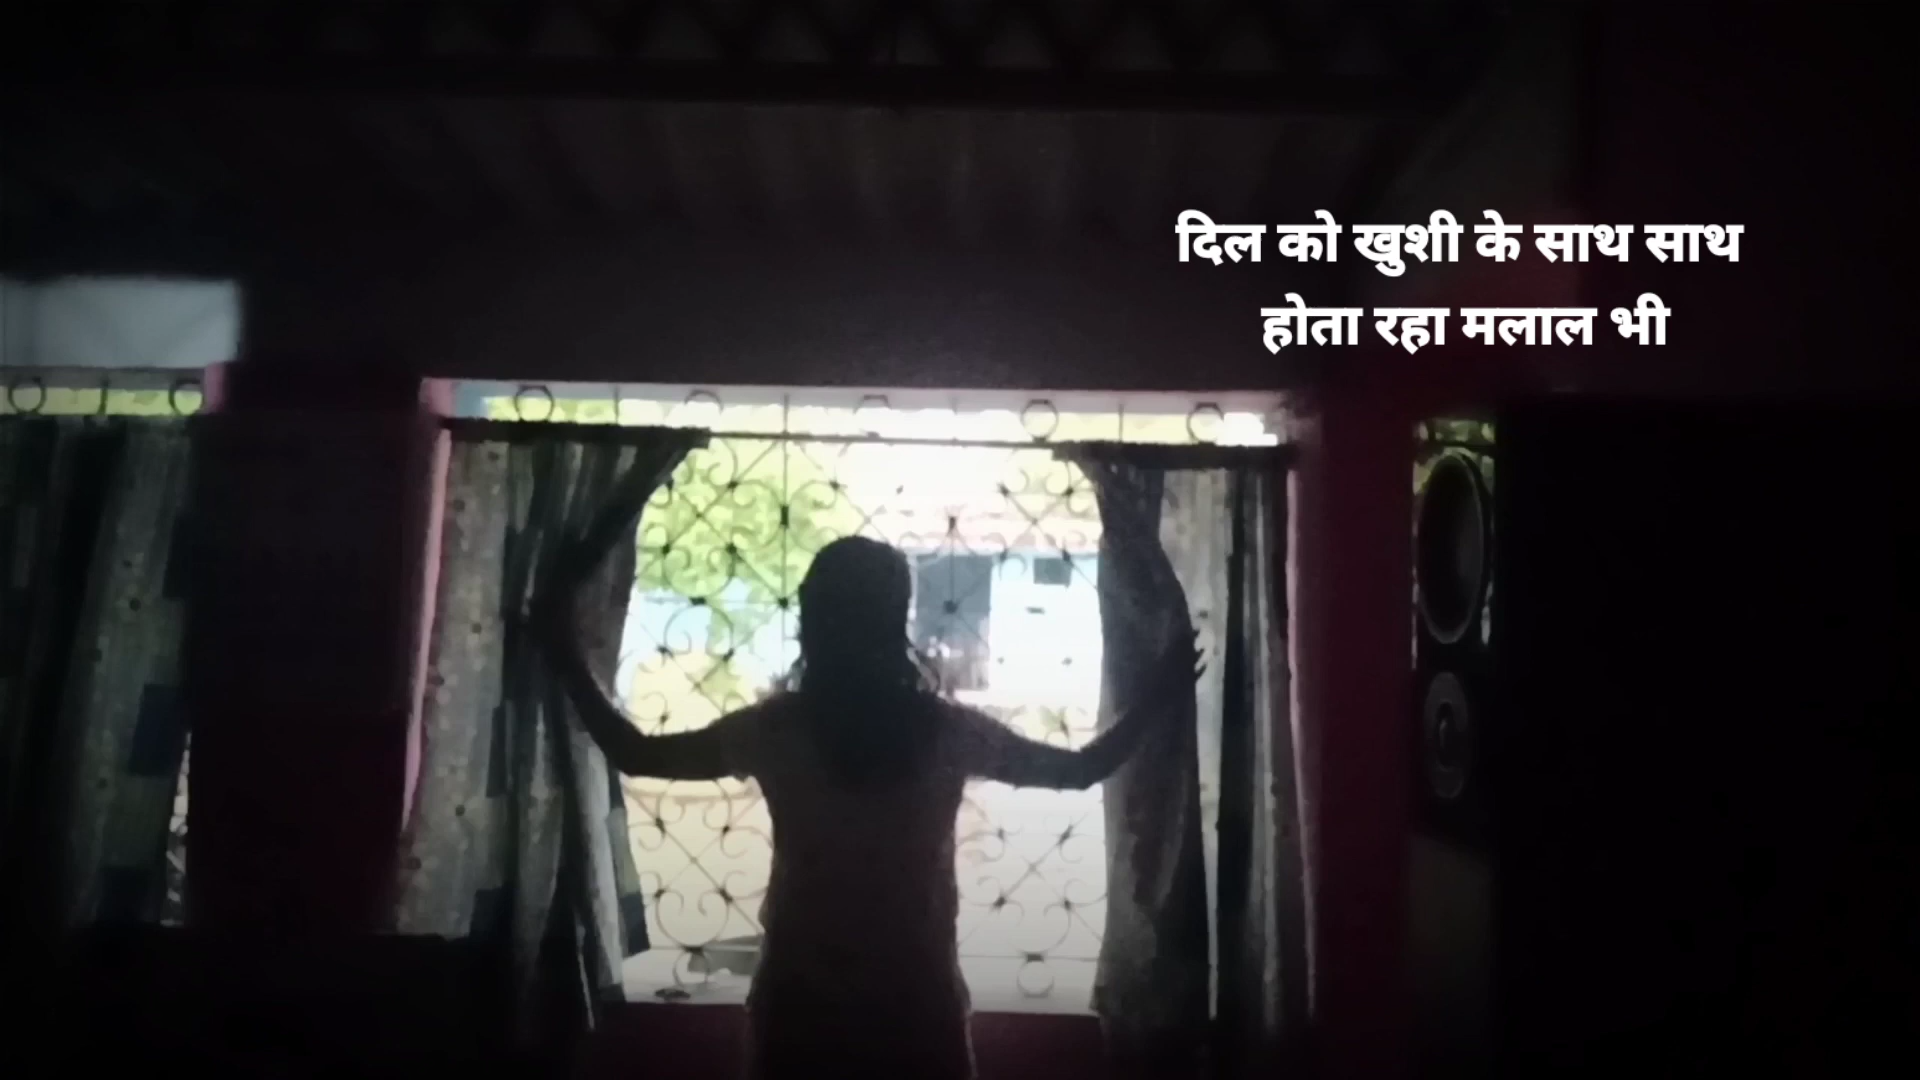 दिल को खुशी के साथ साथ
होता रहा मलाल भी